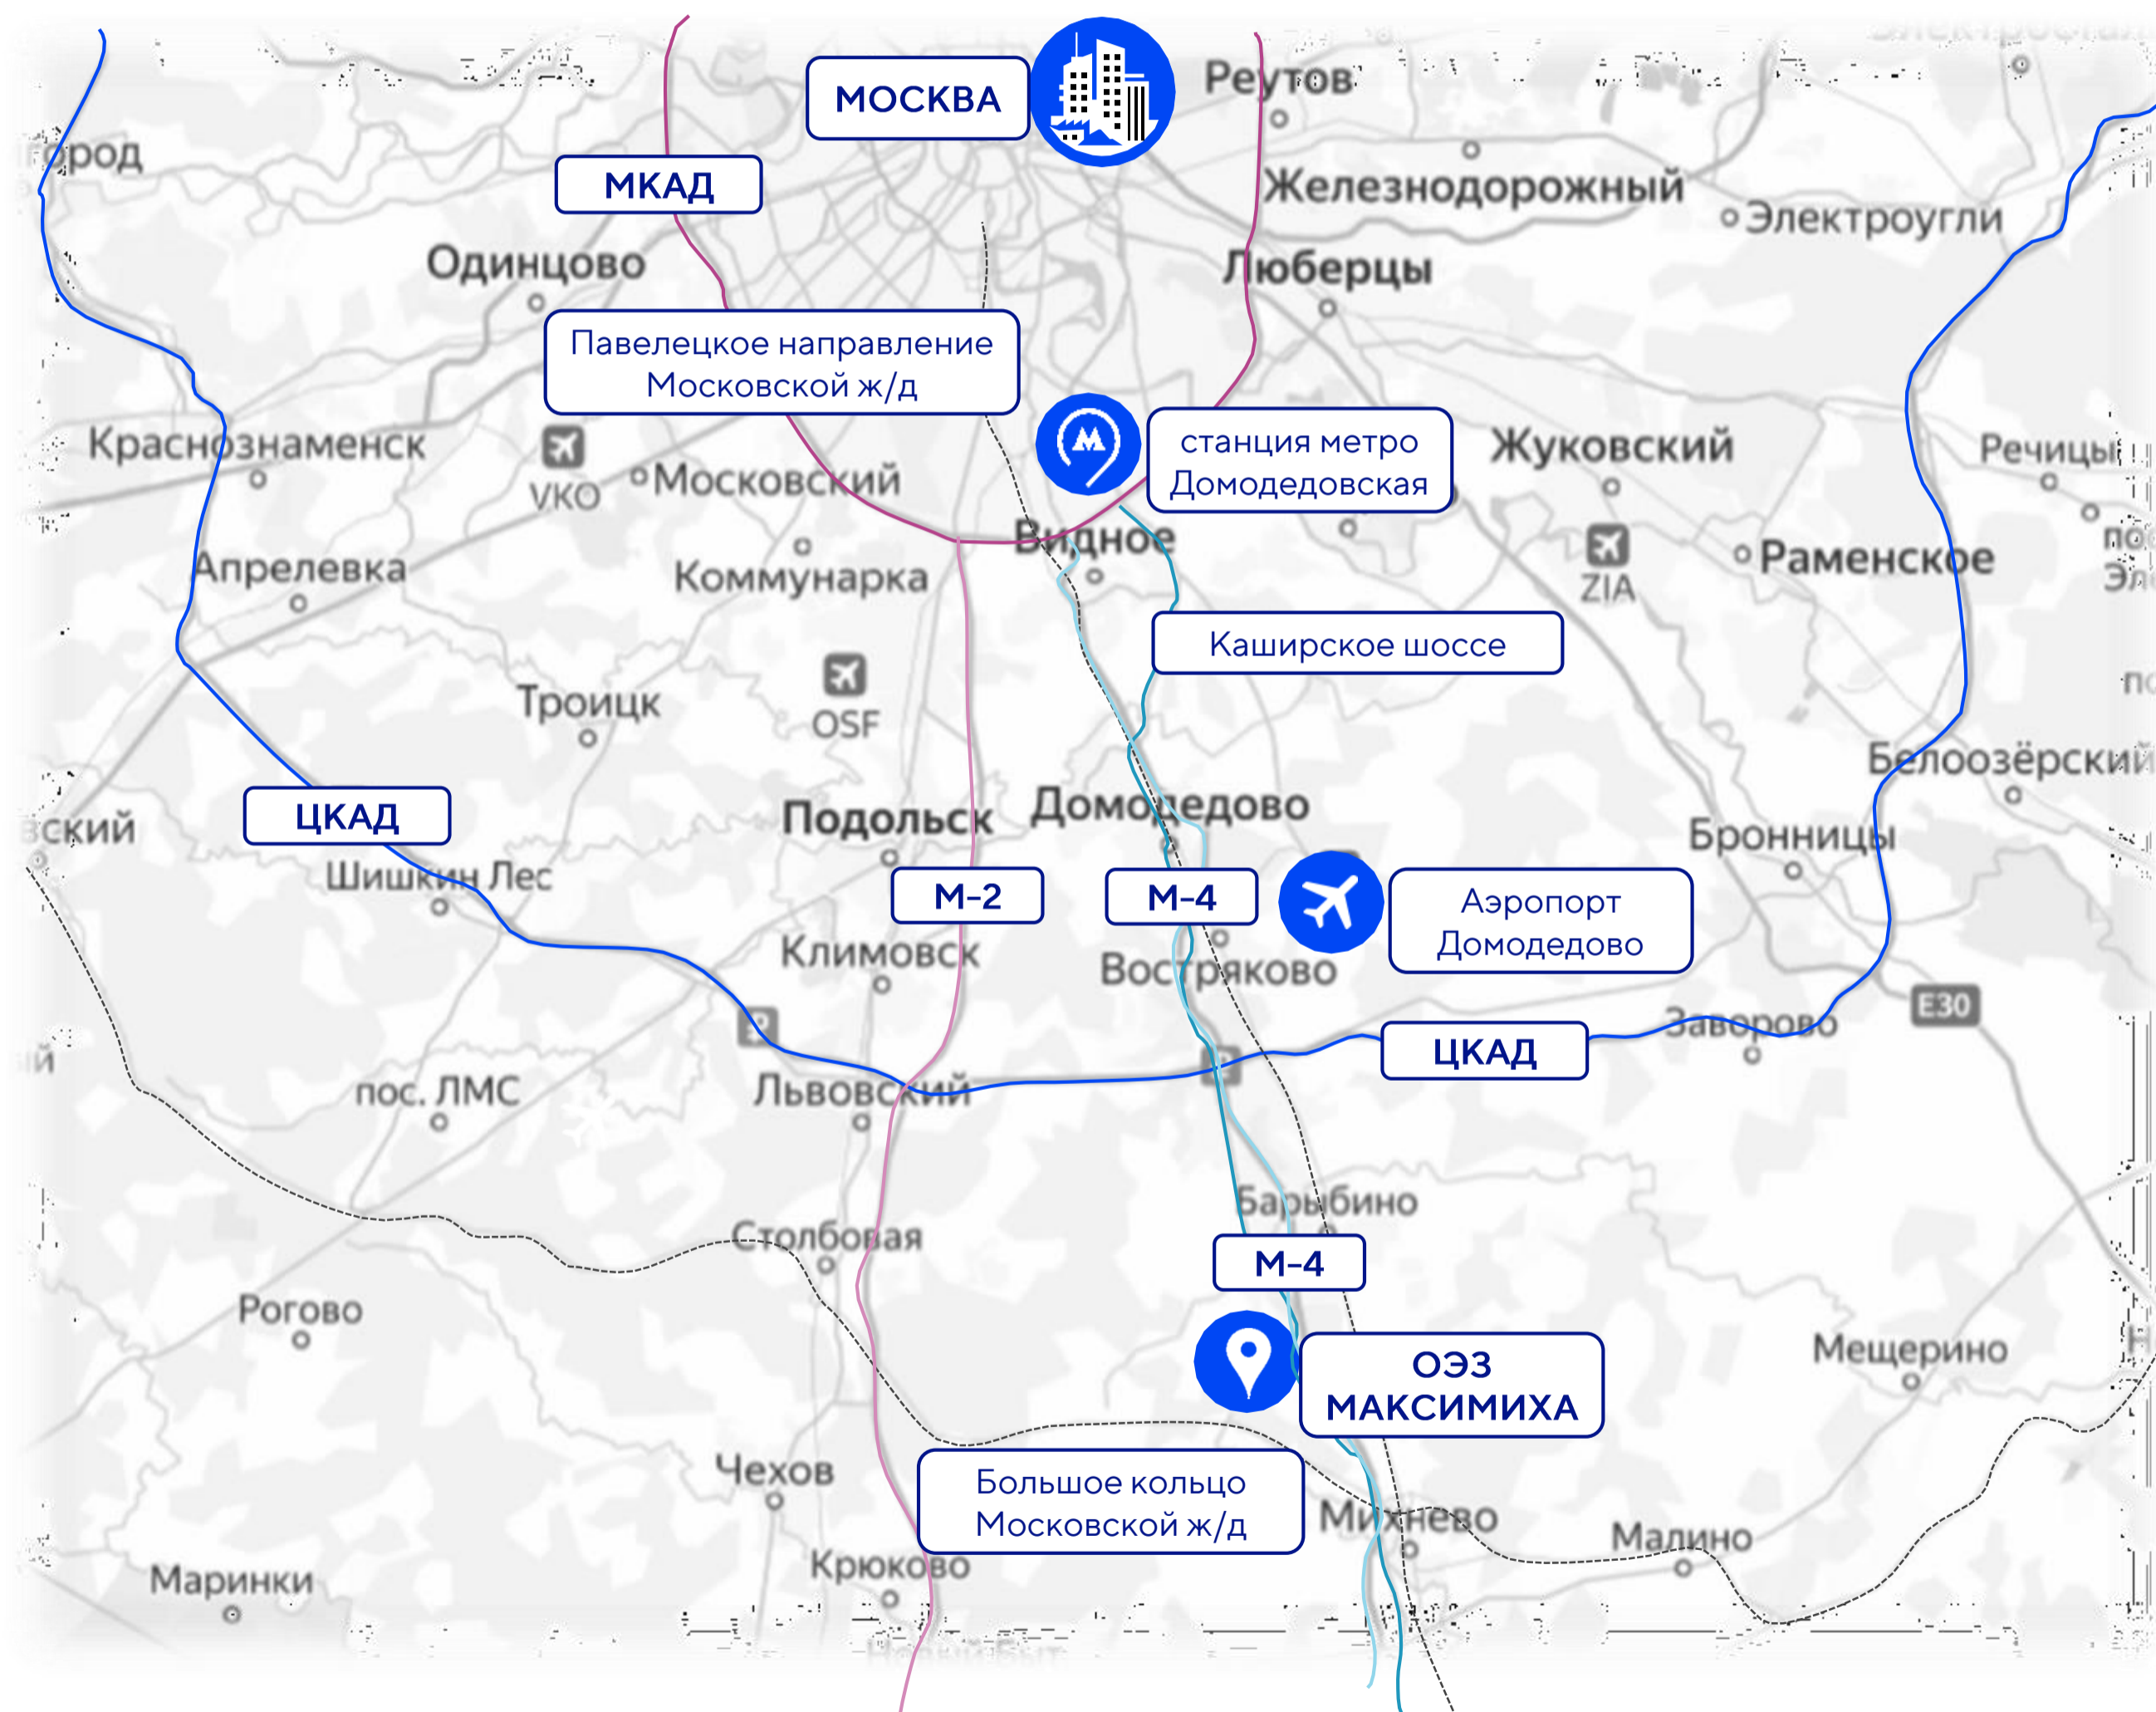 МОСКВА
Реутов
МКАД
город
Железнодорожный
Электроугли
Одинцово
Люберцы
Павелецкое направление
Московской ж/д
Краснознаменск
VKO
Московский
станция метро
Домодедовская
Жуковский
Речицы
Видное
Апрелевка
Коммунарка
ZIA
Раменское
Каширское шоссе
Троицк
OSF
Белоозёрский
ЦКАД
Подольск
Домодедово
Бронницы
вский
Шишкин Лес
М-2
М-4
Аэропорт
Домодедово
Климовск
Востряково
E30
Заворово
ЦКАД
ый
пос. ЛМС
Львовский
Барыбино
Столбовая
М-4
Рогово
Мещерино
ОЭЗ
МАКСИМИХА
Чехов
Большое кольцо
Московской ж/д
Михнево
Малино
Крюково
Маринки